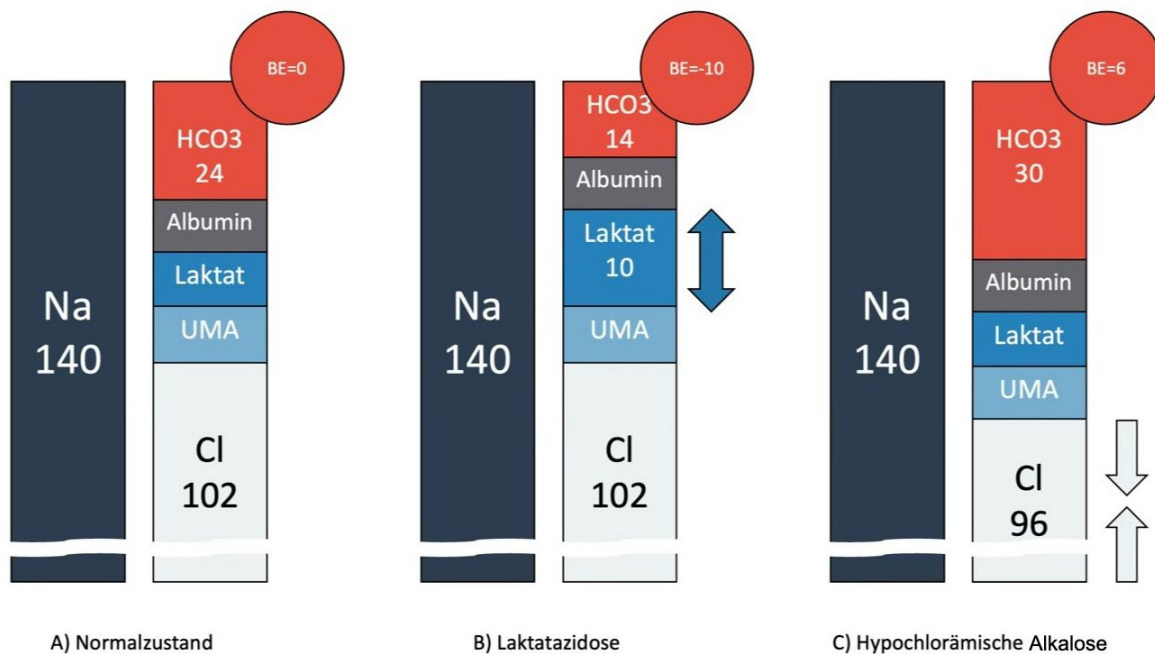 BE=0
HCO3
24
Albumin
Laktat
UMA
Na
140
Cl
102
A) Normalzustand
BE=-10
HCO3
14
Albumin
Laktat
10
UMA
Na
140
Cl
102
B) Laktatazidose
BE=6
HCO3
30
Albumin
Laktat
UMA
Na
140
Cl
96
C) Hypochlorämische Alkalose